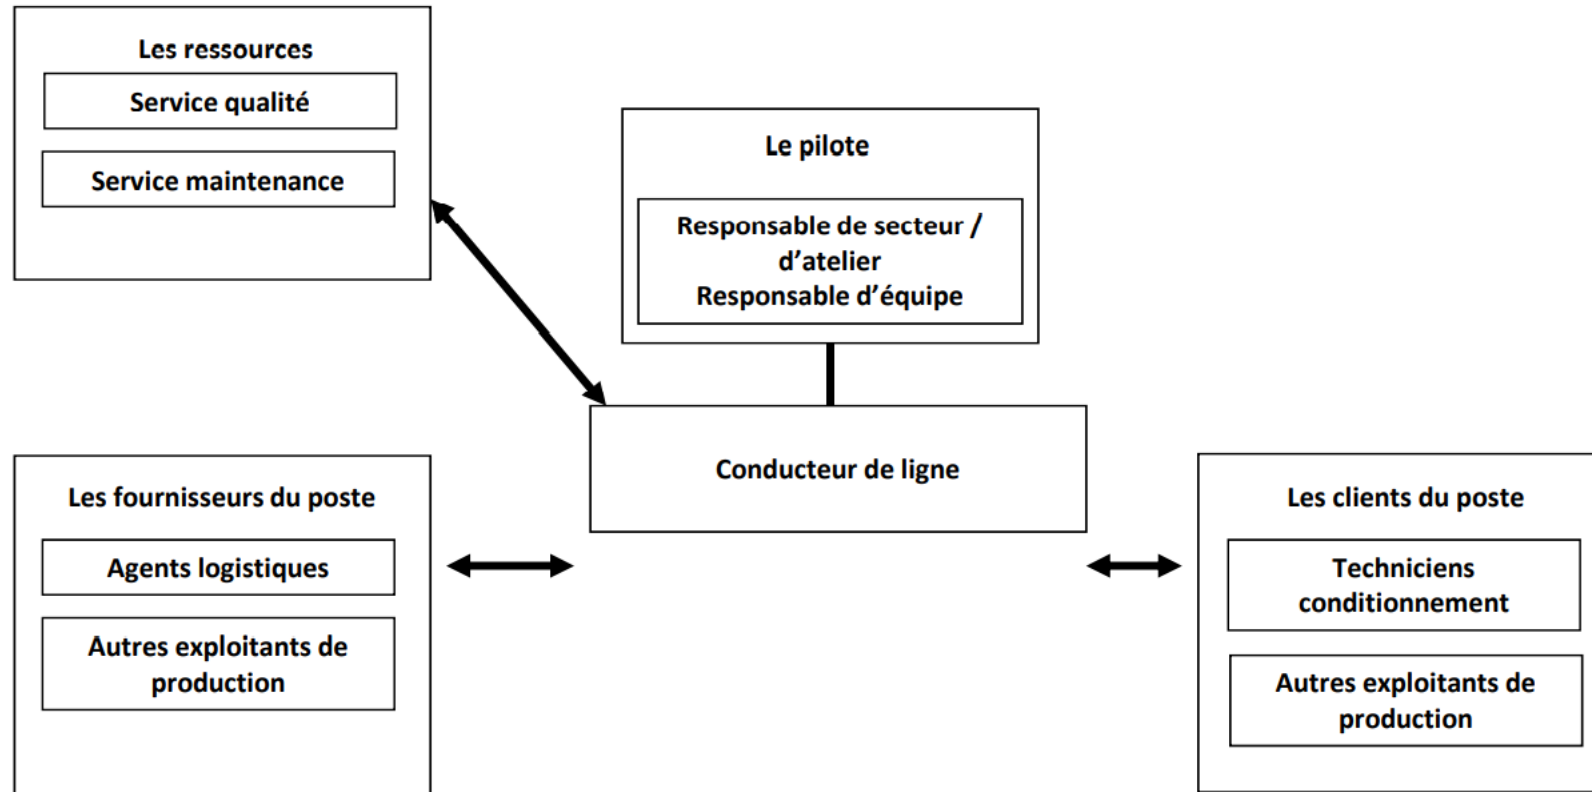 Les ressources
Service qualité
Service maintenance
Le pilote
Responsable de secteur /
d’atelier
Responsable d’équipe
Conducteur de ligne
Les fournisseurs du poste
Agents logistiques
Autres exploitants de
production
Les clients du poste
Techniciens
conditionnement
Autres exploitants de
production